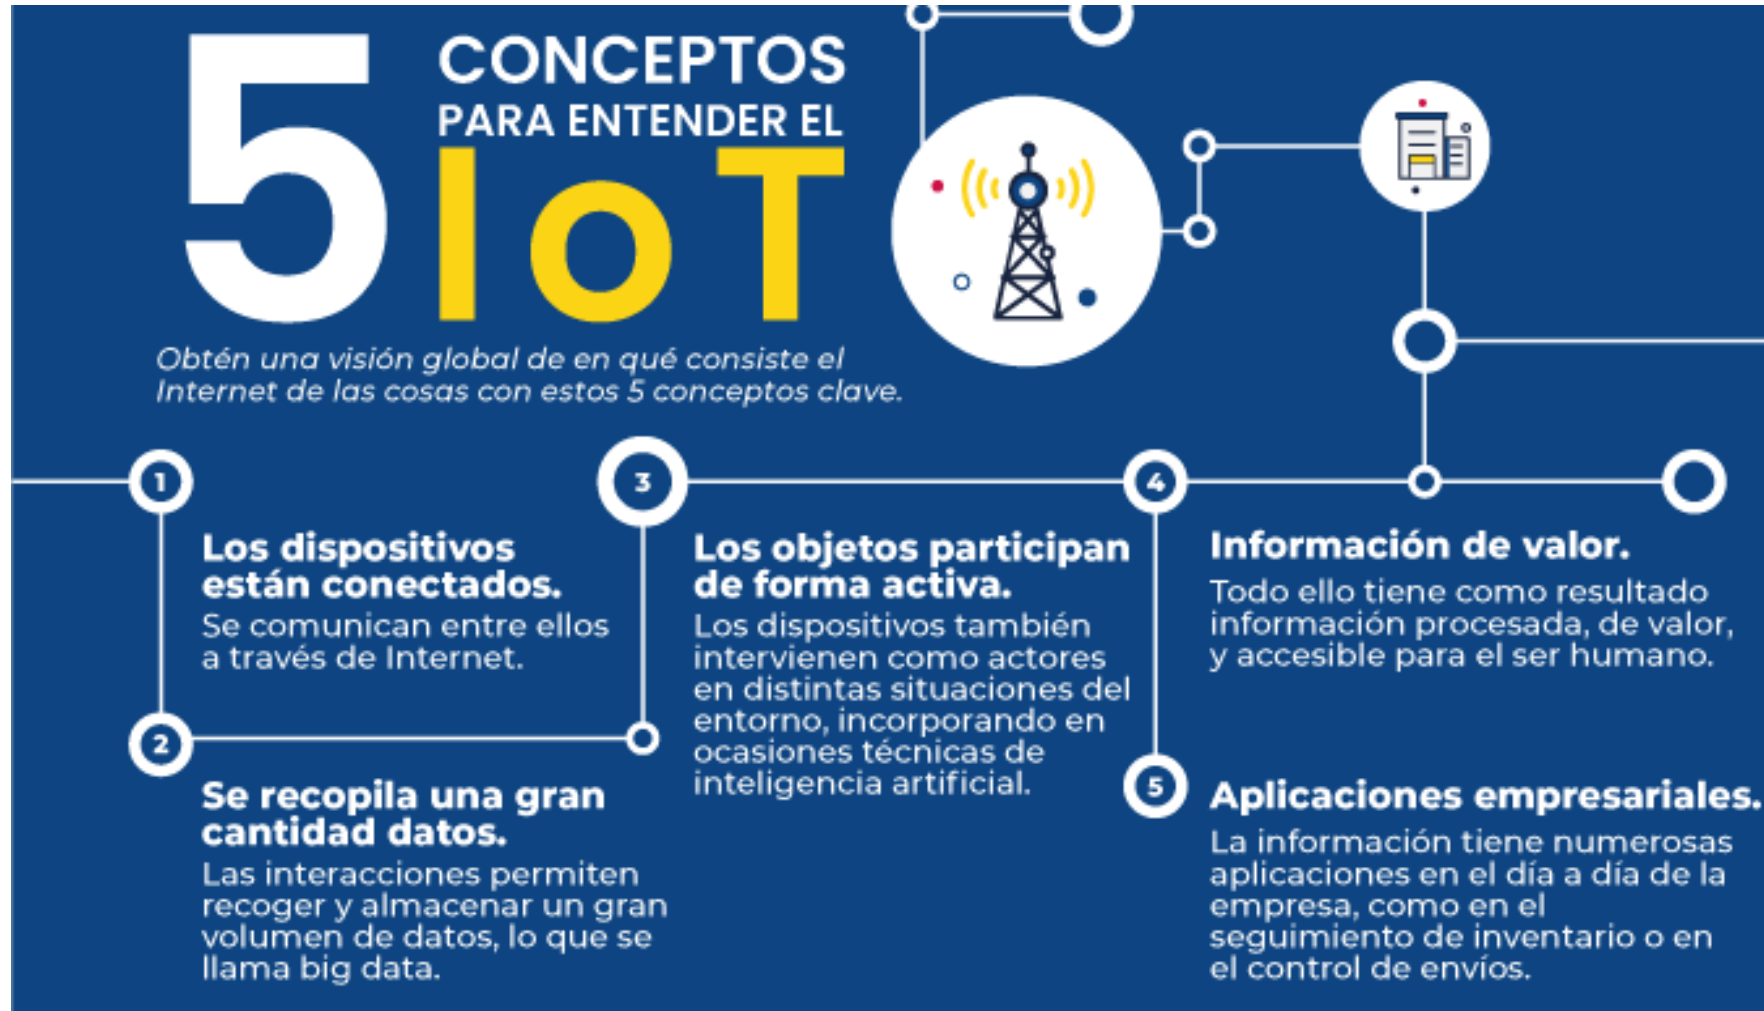 5 CONCEPTOS
PARA ENTENDER EL
IoT
Obtén una visión global de en qué consiste el
Internet de las cosas con estos 5 conceptos clave.
1
Los dispositivos
están conectados.
Se comunican entre ellos
a través de Internet.
2
Se recopila una gran
cantidad datos.
Las interacciones permiten
recoger y almacenar un gran
volumen de datos, lo que se
llama big data.
3
Los objetos participan
de forma activa.
Los dispositivos también
intervienen como actores
en distintas situaciones del
entorno, incorporando en
ocasiones técnicas de
inteligencia artificial.
4
Información de valor.
Todo ello tiene como resultado
información procesada, de valor,
y accesible para el ser humano.
5
Aplicaciones empresariales.
La información tiene numerosas
aplicaciones en el día a día de la
empresa, como en el
seguimiento de inventario o en
el control de envíos.